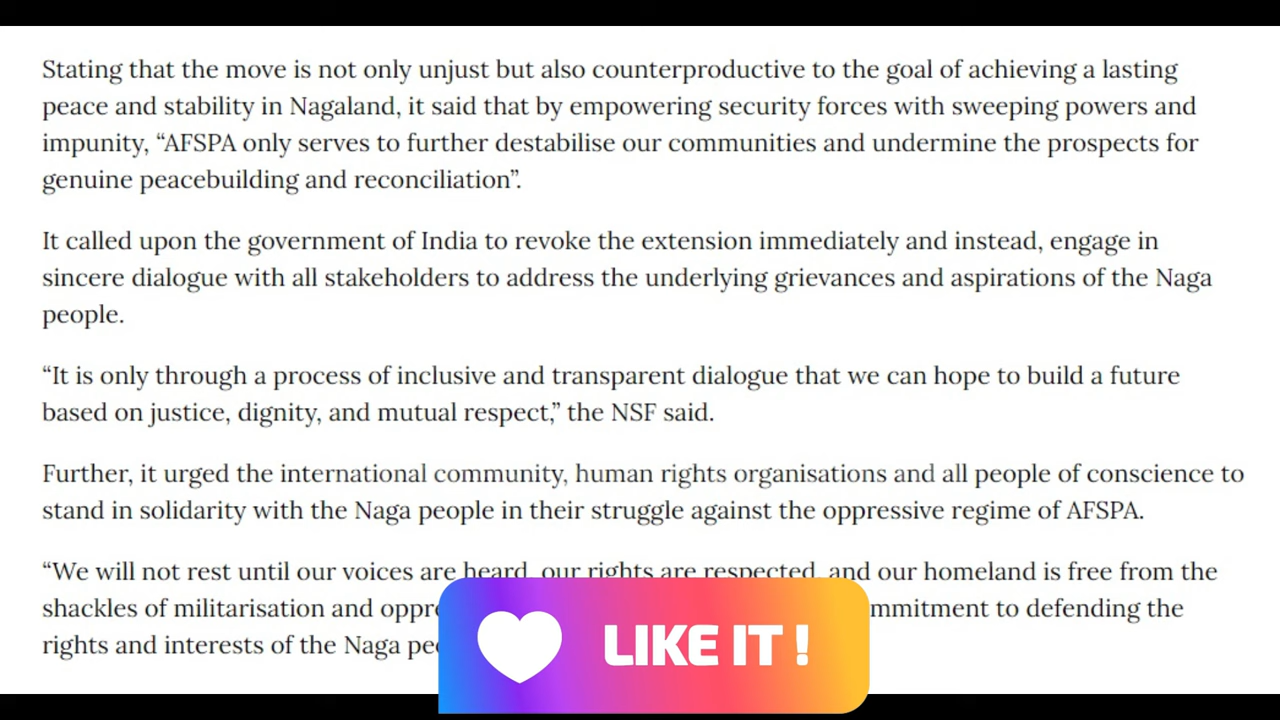 Stating that the move is not only unjust but also counterproductive to the goal of achieving a lasting
peace and stability in Nagaland, it said that by empowering security forces with sweeping powers and
impunity, “AFSPA only serves to further destabilise our communities and undermine the prospects for
genuine peacebuilding and reconciliation”.
It called upon the government of India to revoke the extension immediately and instead, engage in
sincere dialogue with all stakeholders to address the underlying grievances and aspirations of the Naga
people.
“It is only through a process of inclusive and transparent dialogue that we can hope to build a future
based on justice, dignity, and mutual respect,” the NSF said.
Further, it urged the international community, human rights organisations and all people of conscience to
stand in solidarity with the Naga people in their struggle against the oppressive regime of AFSPA.
“We will not rest until our voices are heard, our rights are respected, and our homeland is free from the
shackles of militarisation and to defending the
rights and interests of the Naga
LIKE IT !